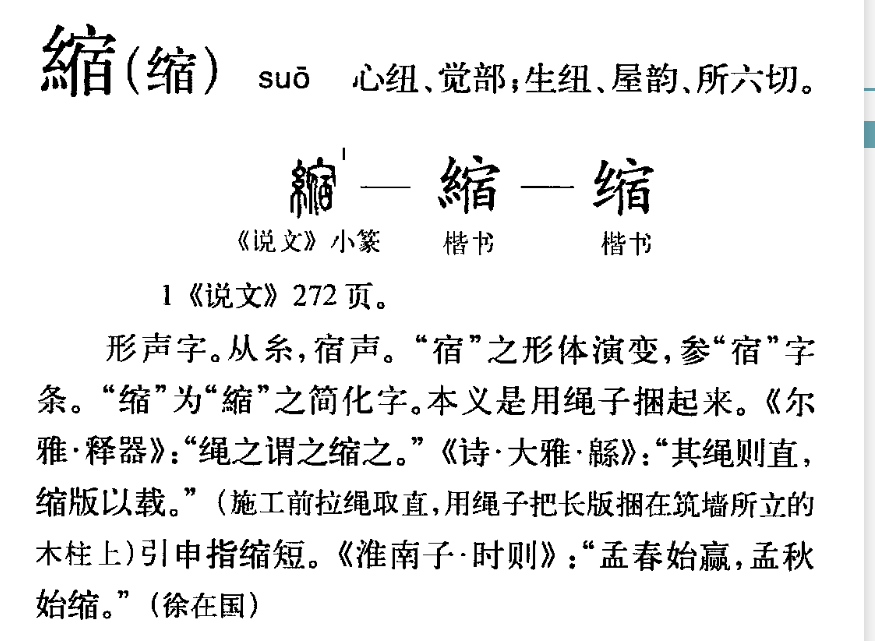 縮(缩) suō 心纽、觉部;生纽、屋韵、所六切。
縮1 — 縮 — 缩
《说文》小篆 楷书 楷书
1《说文》272页。
形声字。从糸,宿声。“宿”之形体演变,参“宿”字
条。“缩”为“縮”之简化字。本义是用绳子捆起来。《尔
雅·释器》:“绳之谓之缩之。”《诗·大雅·緜》:“其绳则直,
缩版以载。”(施工前拉绳取直,用绳子把长版捆在筑墙所立的
木柱上)引申指缩短。《淮南子·时则》:“孟春始赢,孟秋
始缩。”(徐在国)